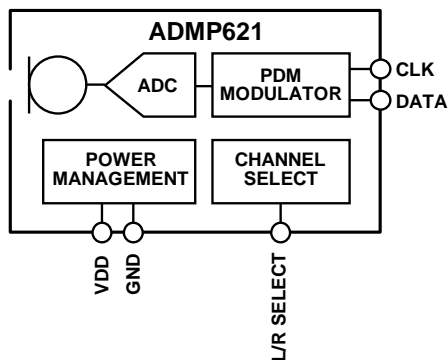 ADMP621
ADC
PDM
MODULATOR
CLK
DATA
POWER
MANAGEMENT
CHANNEL
SELECT
VDD
GND
L/R SELECT